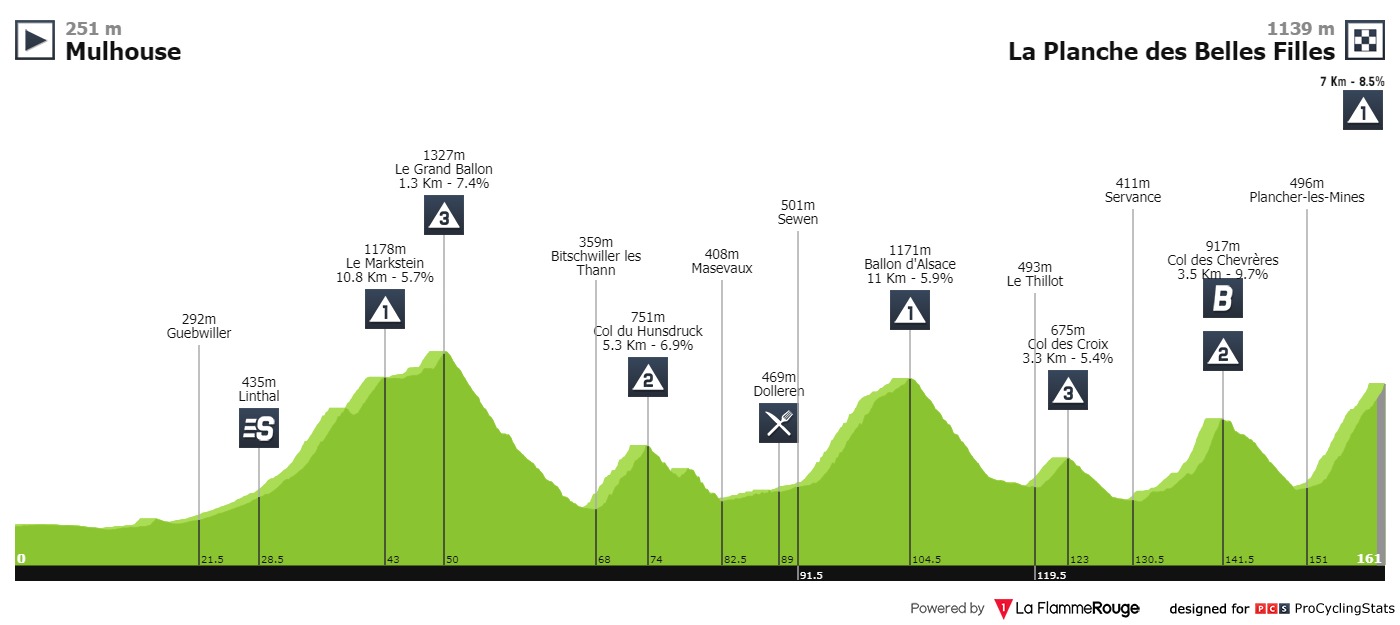 251 m
Mulhouse
1139 m
La Planche des Belles Filles
7 Km - 8.5%
1
1327m
Le Grand Ballon
1.3 Km - 7.4%
3
1178m
Le Markstein
10.8 Km - 5.7%
1
292m
Guebwiller
435m
Linthal
S
359m
Bitschwiller les
Thann
751m
Col du Hunsdruck
5.3 Km - 6.9%
2
408m
Masevaux
469m
Dolleren
501m
Sewen
1171m
Ballon d'Alsace
11 Km - 5.9%
1
493m
Le Thillot
675m
Col des Croix
3.3 Km - 5.4%
3
411m
Servance
917m
Col des Chevrères
3.5 Km - 9.7%
B
2
496m
Plancher-les-Mines
0
21.5
28.5
43
50
68
74
82.5
89
91.5
104.5
119.5
123
130.5
141.5
151
161
Powered by 1 La FlammeRouge
designed for PCS ProCyclingStats